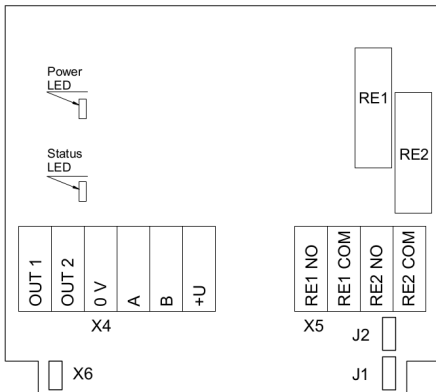 Power
LED
RE1
RE2
Status
LED
OUT 1
OUT 2
0 V
A
B
+U
RE1 NO
RE1 COM
RE2 NO
RE2 COM
X4
X5
J2
X6
J1